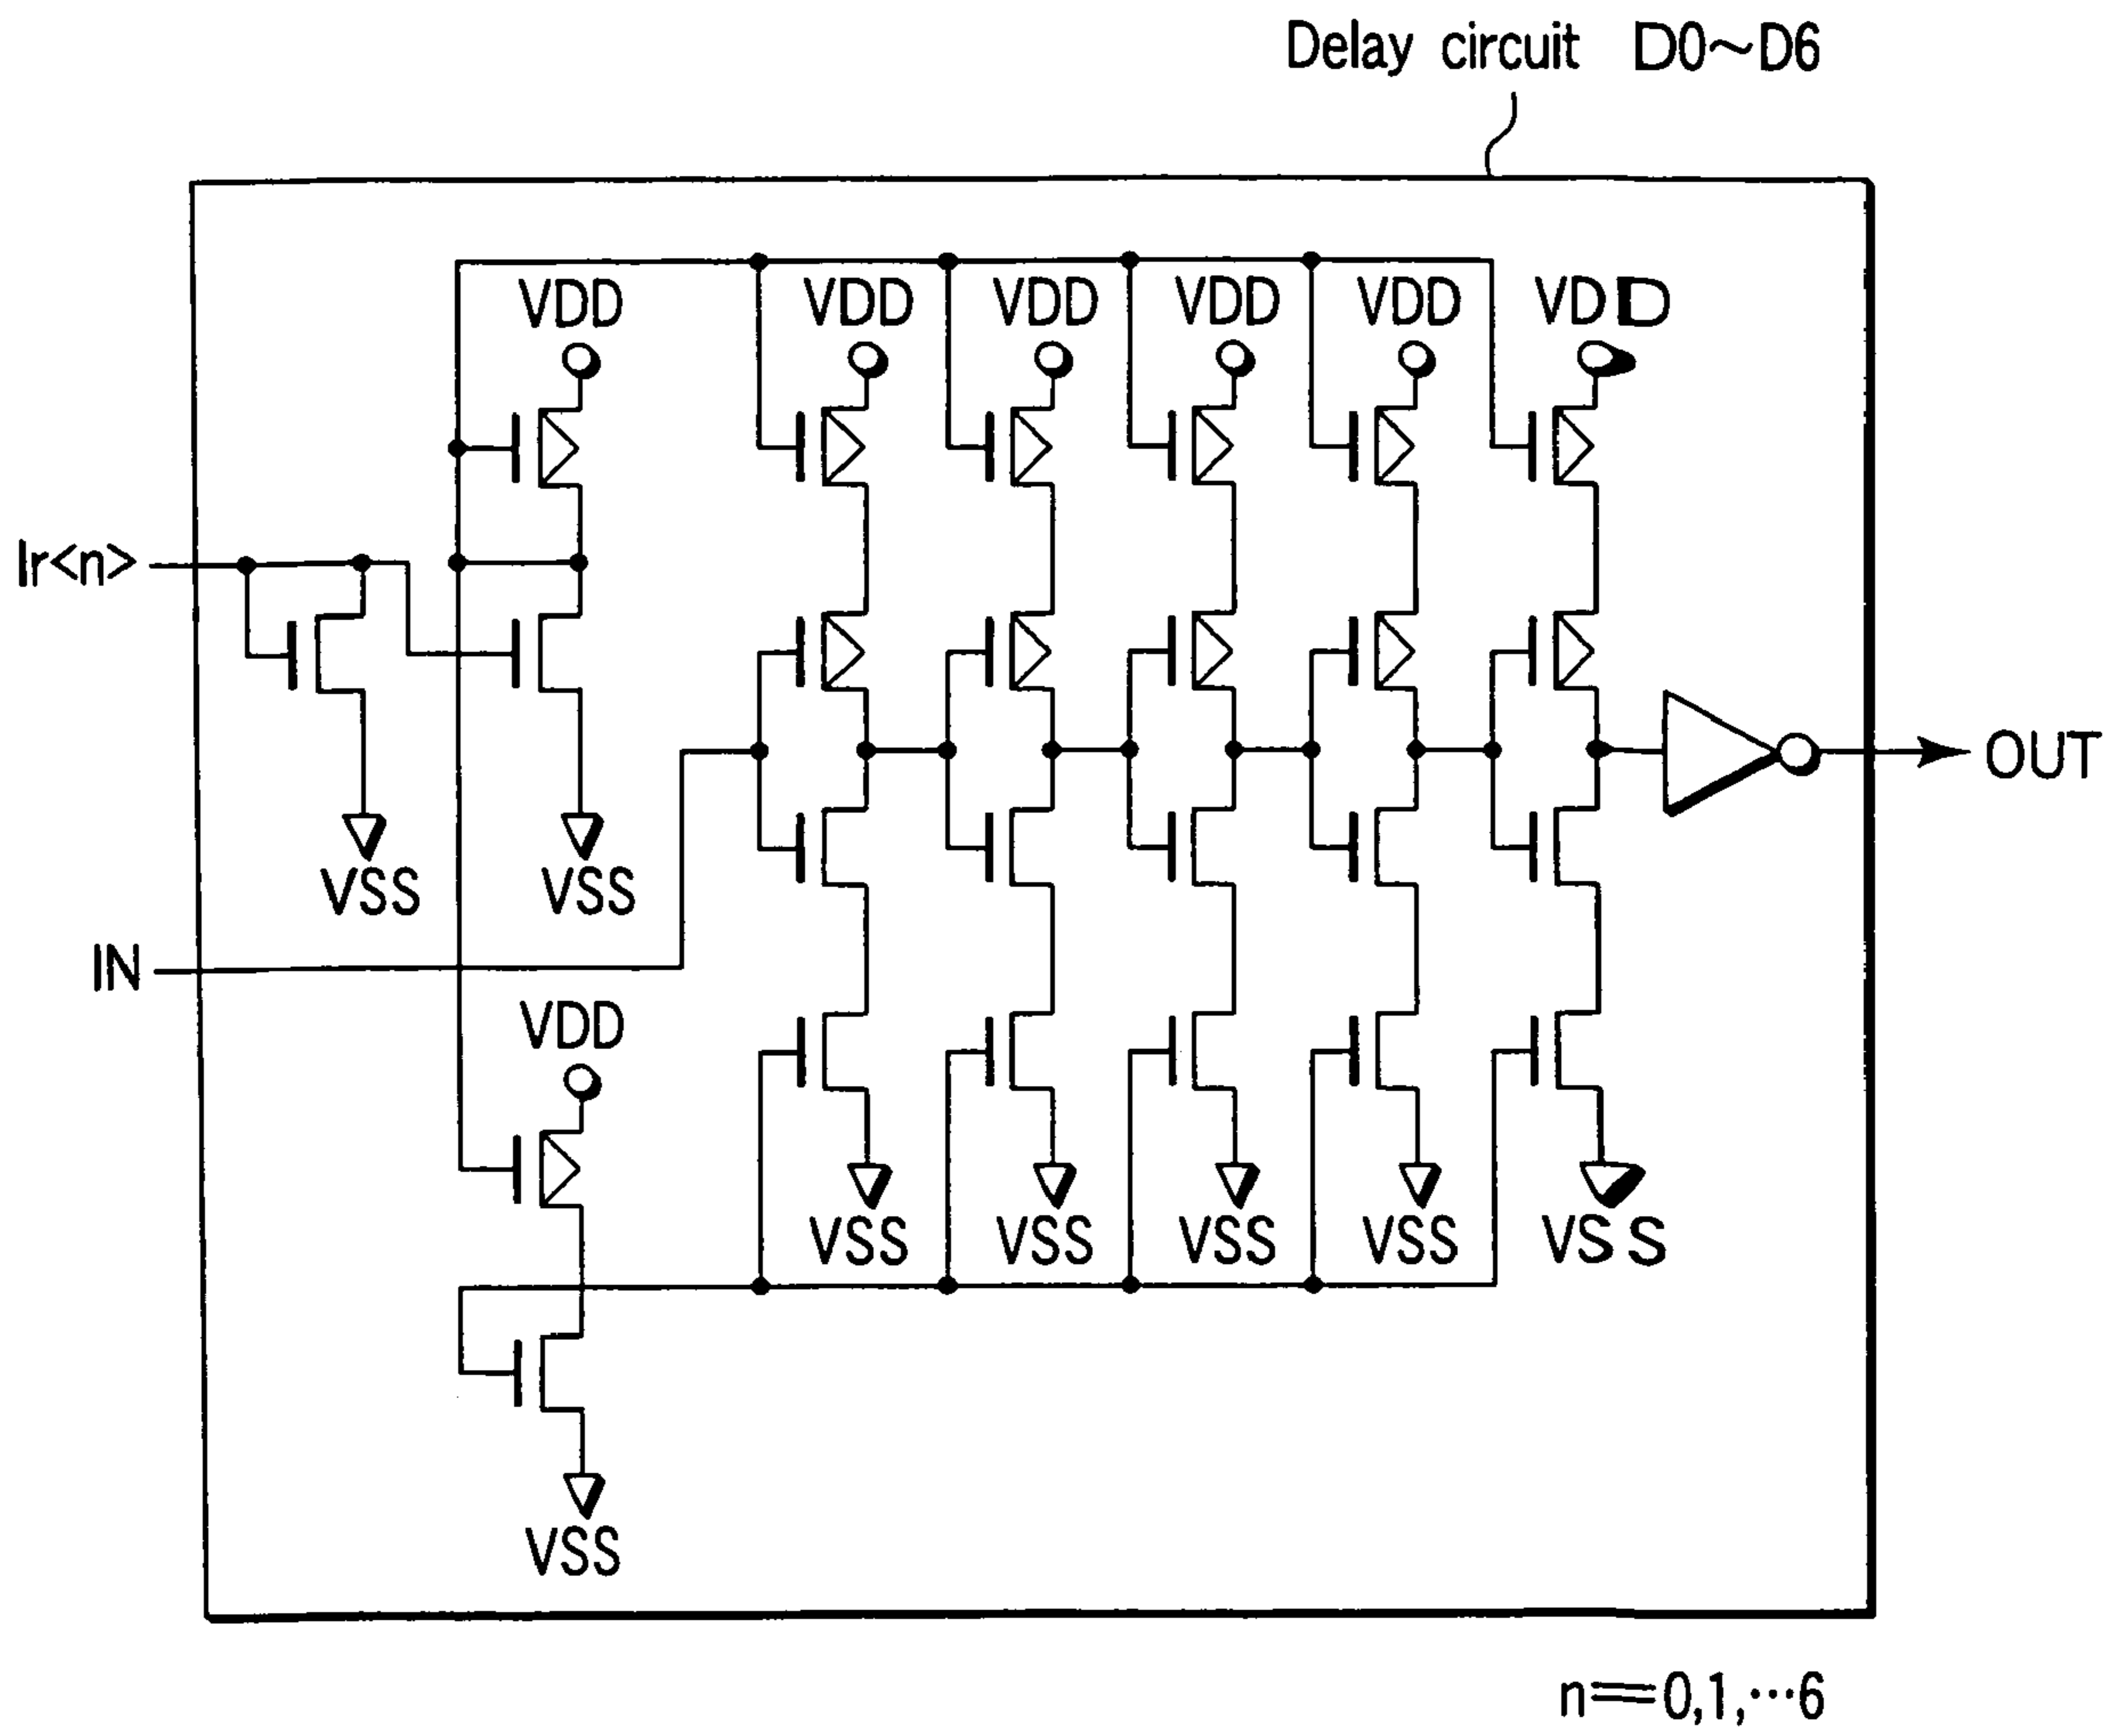 Delay circuit D0~D6
VDD VDD VDD VDD VDD VDD
Ir<n>
OUT
VSS VSS
IN
VDD
VSS VSS VSS VSS VSS
VSS
n=0,1,···6